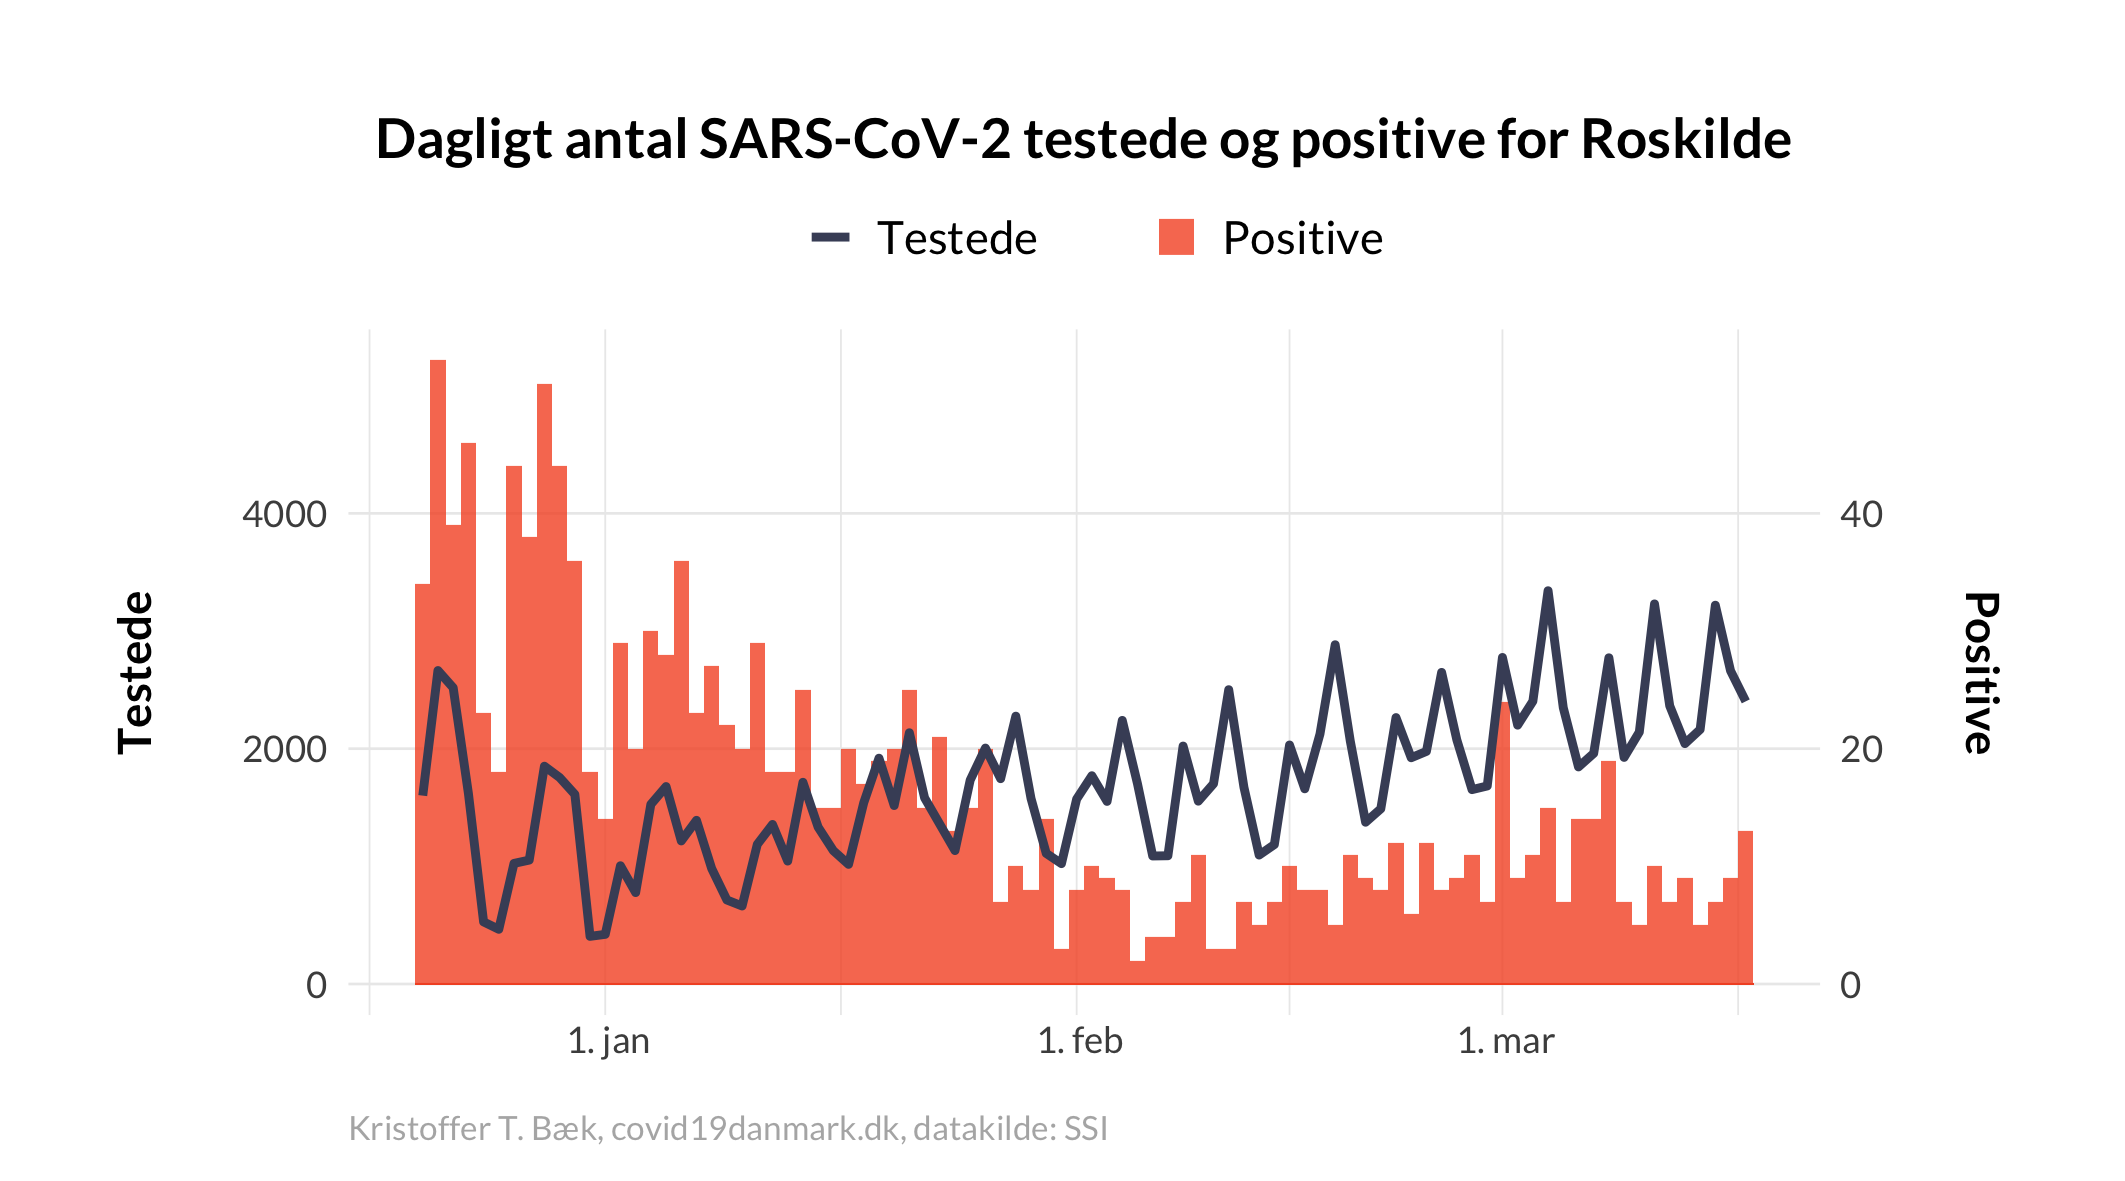 Dagligt antal SARS-CoV-2 testede og positive for Roskilde
Testede
Positive
4000
2000
0
Testede
40
20
0
Positive
1. jan
1. feb
1. mar
Kristoffer T. Bæk, covid19danmark.dk, datakilde: SSI